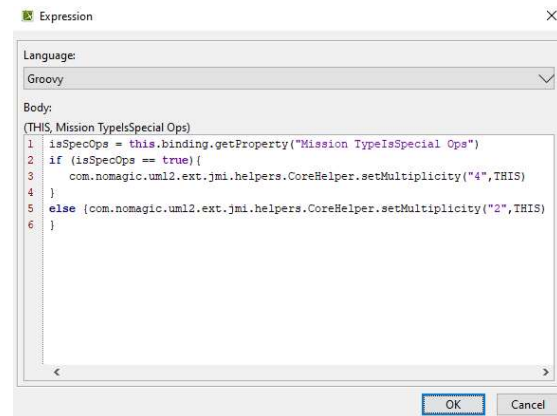 Expression
Language:
Groovy
Body:
(THIS, Mission TypeIsSpecial Ops)
1 isSpecOps = this.binding.getProperty("Mission TypeIsSpecial Ops")
2 if (isSpecOps == true){
3 com.nomagic.uml2.ext.jmi.helpers.CoreHelper.setMultiplicity("4",THIS)
4 }
5 else {com.nomagic.uml2.ext.jmi.helpers.CoreHelper.setMultiplicity("2",THIS)
6 }
OK Cancel